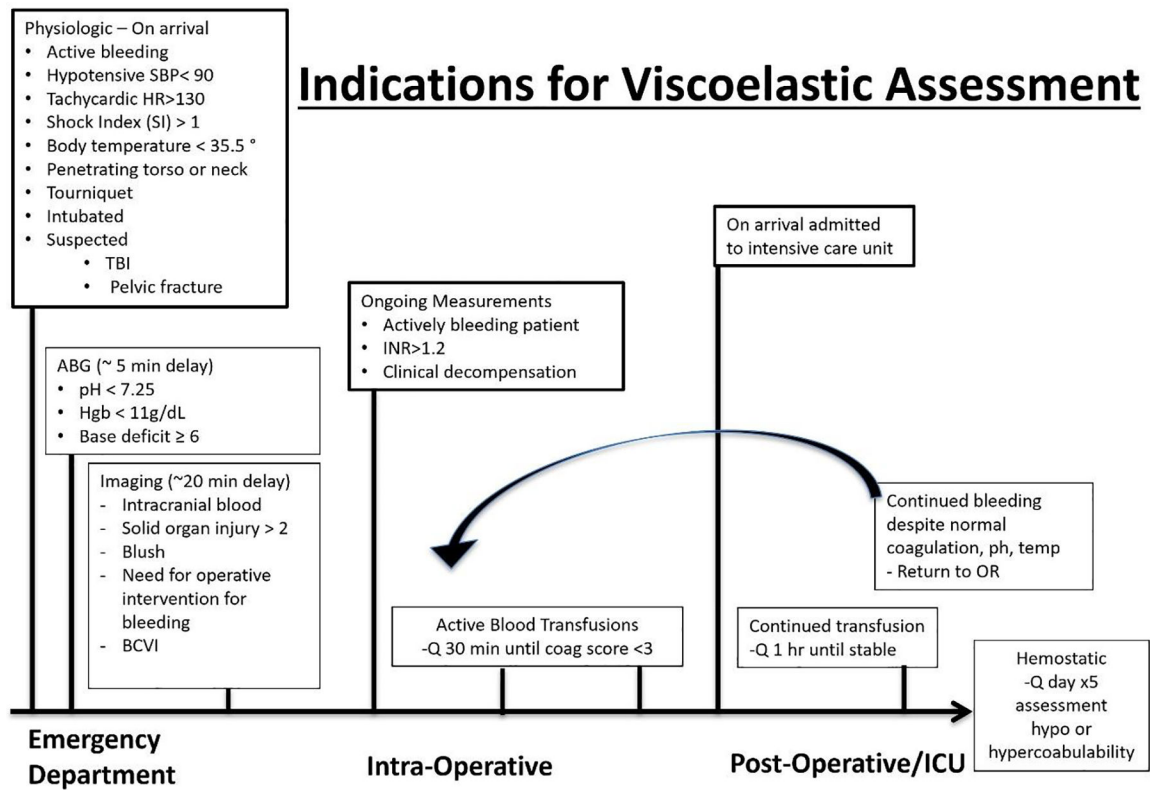 Indications for Viscoelastic Assessment
Physiologic – On arrival
• Active bleeding
• Hypotensive SBP< 90
• Tachycardic HR>130
• Shock Index (SI) > 1
• Body temperature < 35.5 °
• Penetrating torso or neck
• Tourniquet
• Intubated
• Suspected
• TBI
• Pelvic fracture
ABG (~ 5 min delay)
• pH < 7.25
• Hgb < 11g/dL
• Base deficit ≥ 6
Imaging (~20 min delay)
- Intracranial blood
- Solid organ injury > 2
- Blush
- Need for operative
intervention for
bleeding
- BCVI
Emergency
Department
Ongoing Measurements
• Actively bleeding patient
• INR>1.2
• Clinical decompensation
Active Blood Transfusions
-Q 30 min until coag score <3
Intra-Operative
On arrival admitted
to intensive care unit
Continued bleeding
despite normal
coagulation, ph, temp
- Return to OR
Continued transfusion
-Q 1 hr until stable
Post-Operative/ICU
Hemostatic
-Q day x5
assessment
hypo or
hypercoabulability